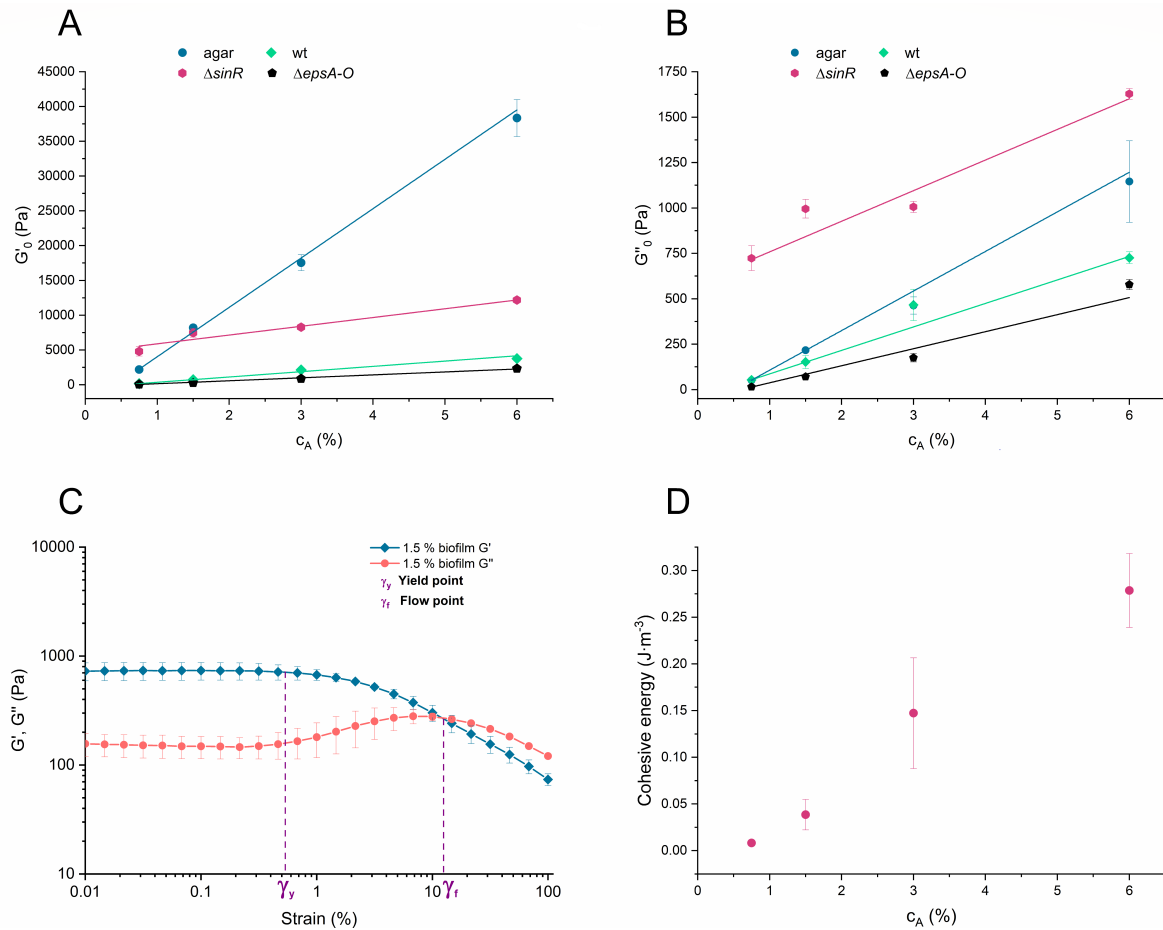 A
agar
wt
ΔsinR
ΔepsA-O
45000
40000
35000
30000
25000
20000
15000
10000
5000
0
G'0 (Pa)
0 1 2 3 4 5 6
cA (%)
B
agar
wt
ΔsinR
ΔepsA-O
1750
1500
1250
1000
750
500
250
0
G"0 (Pa)
0 1 2 3 4 5 6
cA (%)
C
1.5 % biofilm G'
1.5 % biofilm G"
γy Yield point
γf Flow point
10000
1000
100
10
G', G" (Pa)
0.01 0.1 1 10 100
γy γf
Strain (%)
D
0.30
0.25
0.20
0.15
0.10
0.05
0.00
Cohesive energy (J·m-3)
0 1 2 3 4 5 6
cA (%)